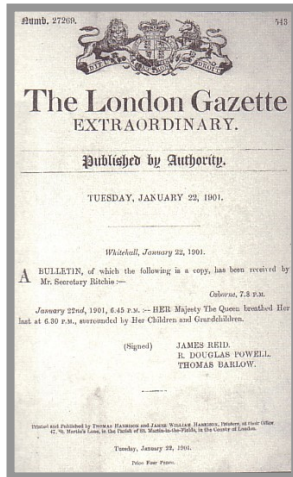 Numb. 27269.
543
DIEU ET MON DROIT
The London Gazette
EXTRAORDINARY.
Published by Authority.
TUESDAY, JANUARY 22, 1901.
Whitehall, January 22, 1901.
A BULLETIN, of which the following is a copy, has been received by
Mr. Secretary Ritchie :—
Osborne, 7.8 P.M.
January 22nd, 1901, 6.45 P.M. :— HER Majesty The Queen breathed Her
last at 6.30 P.M., surrounded by Her Children and Grandchildren.
(Signed) JAMES REID.
R. DOUGLAS POWELL.
THOMAS BARLOW.
Printed and Published by THOMAS HARRISON and JAMES WILLIAM HARRISON, Printers, at their Office
47, St. Martin's Lane, in the Parish of St. Martin-in-the-Fields, in the County of London.
Tuesday, January 22, 1901.
Price Four Pence.